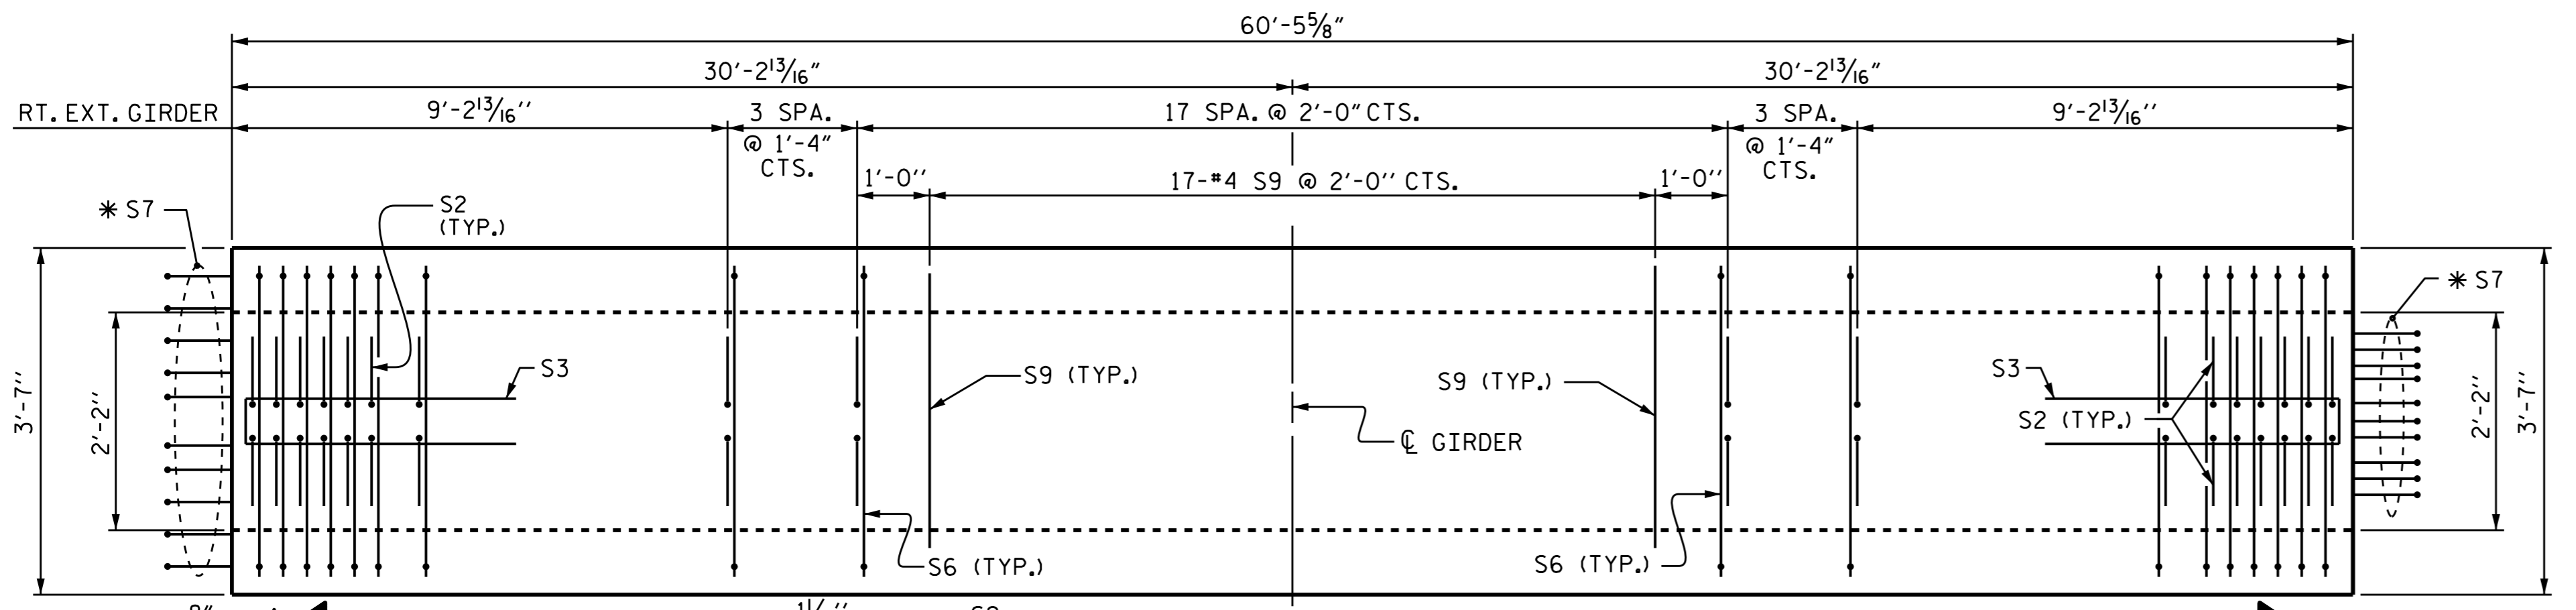 60'-5⅝"
30'-2¹³⁄₁₆"
30'-2¹³⁄₁₆"
RT. EXT. GIRDER
9'-2¹³⁄₁₆''
3 SPA.
@ 1'-4"
CTS.
17 SPA. @ 2'-0" CTS.
3 SPA.
@ 1'-4"
CTS.
9'-2¹³⁄₁₆''
1'-0''
17-#4 S9 @ 2'-0'' CTS.
1'-0''
* S7
S2
(TYP.)
* S7
3'-7''
2'-2''
S3
S9 (TYP.)
S9 (TYP.)
S3
S2 (TYP.)
℄ GIRDER
2'-2''
3'-7''
S6 (TYP.)
S6 (TYP.)